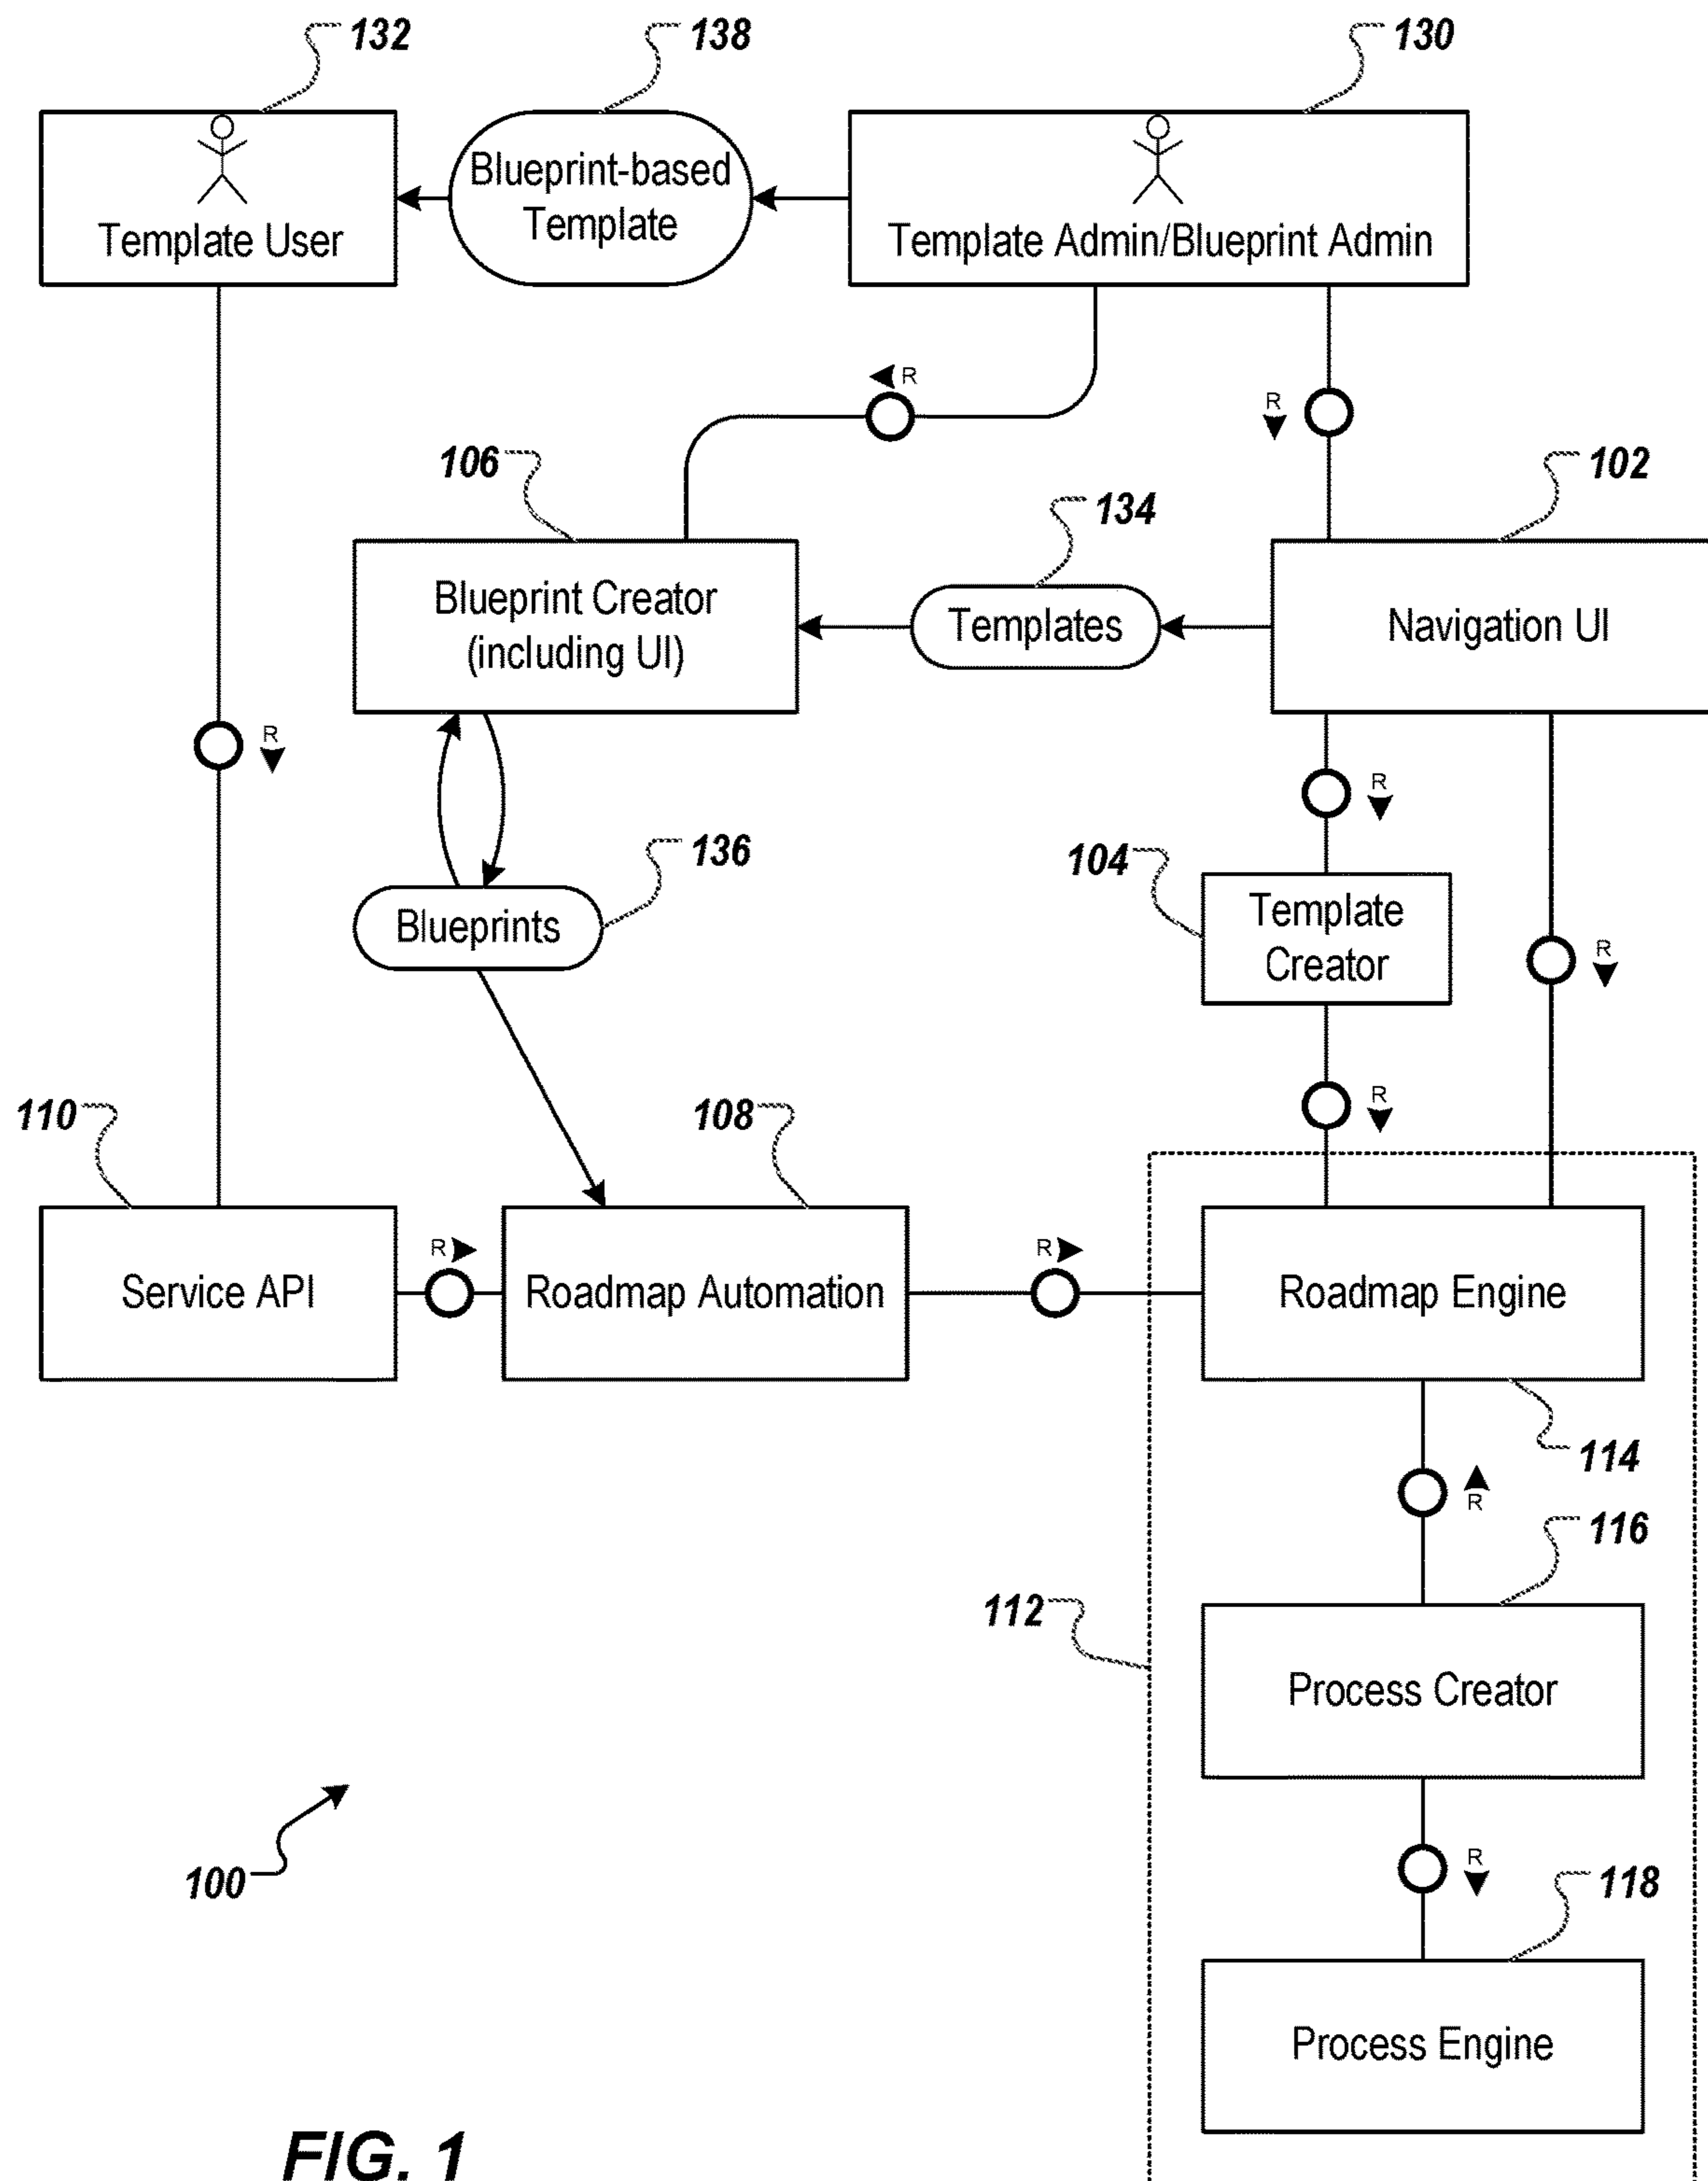 132
138
130
Template User
Blueprint-based
Template
Template Admin/Blueprint Admin
R
R
106
134
102
Blueprint Creator
(including UI)
Templates
Navigation UI
R
R
136
104
Blueprints
Template
Creator
R
R
110
108
Service API
R
Roadmap Automation
R
Roadmap Engine
114
R
116
112
Process Creator
100
R
118
Process Engine
FIG. 1